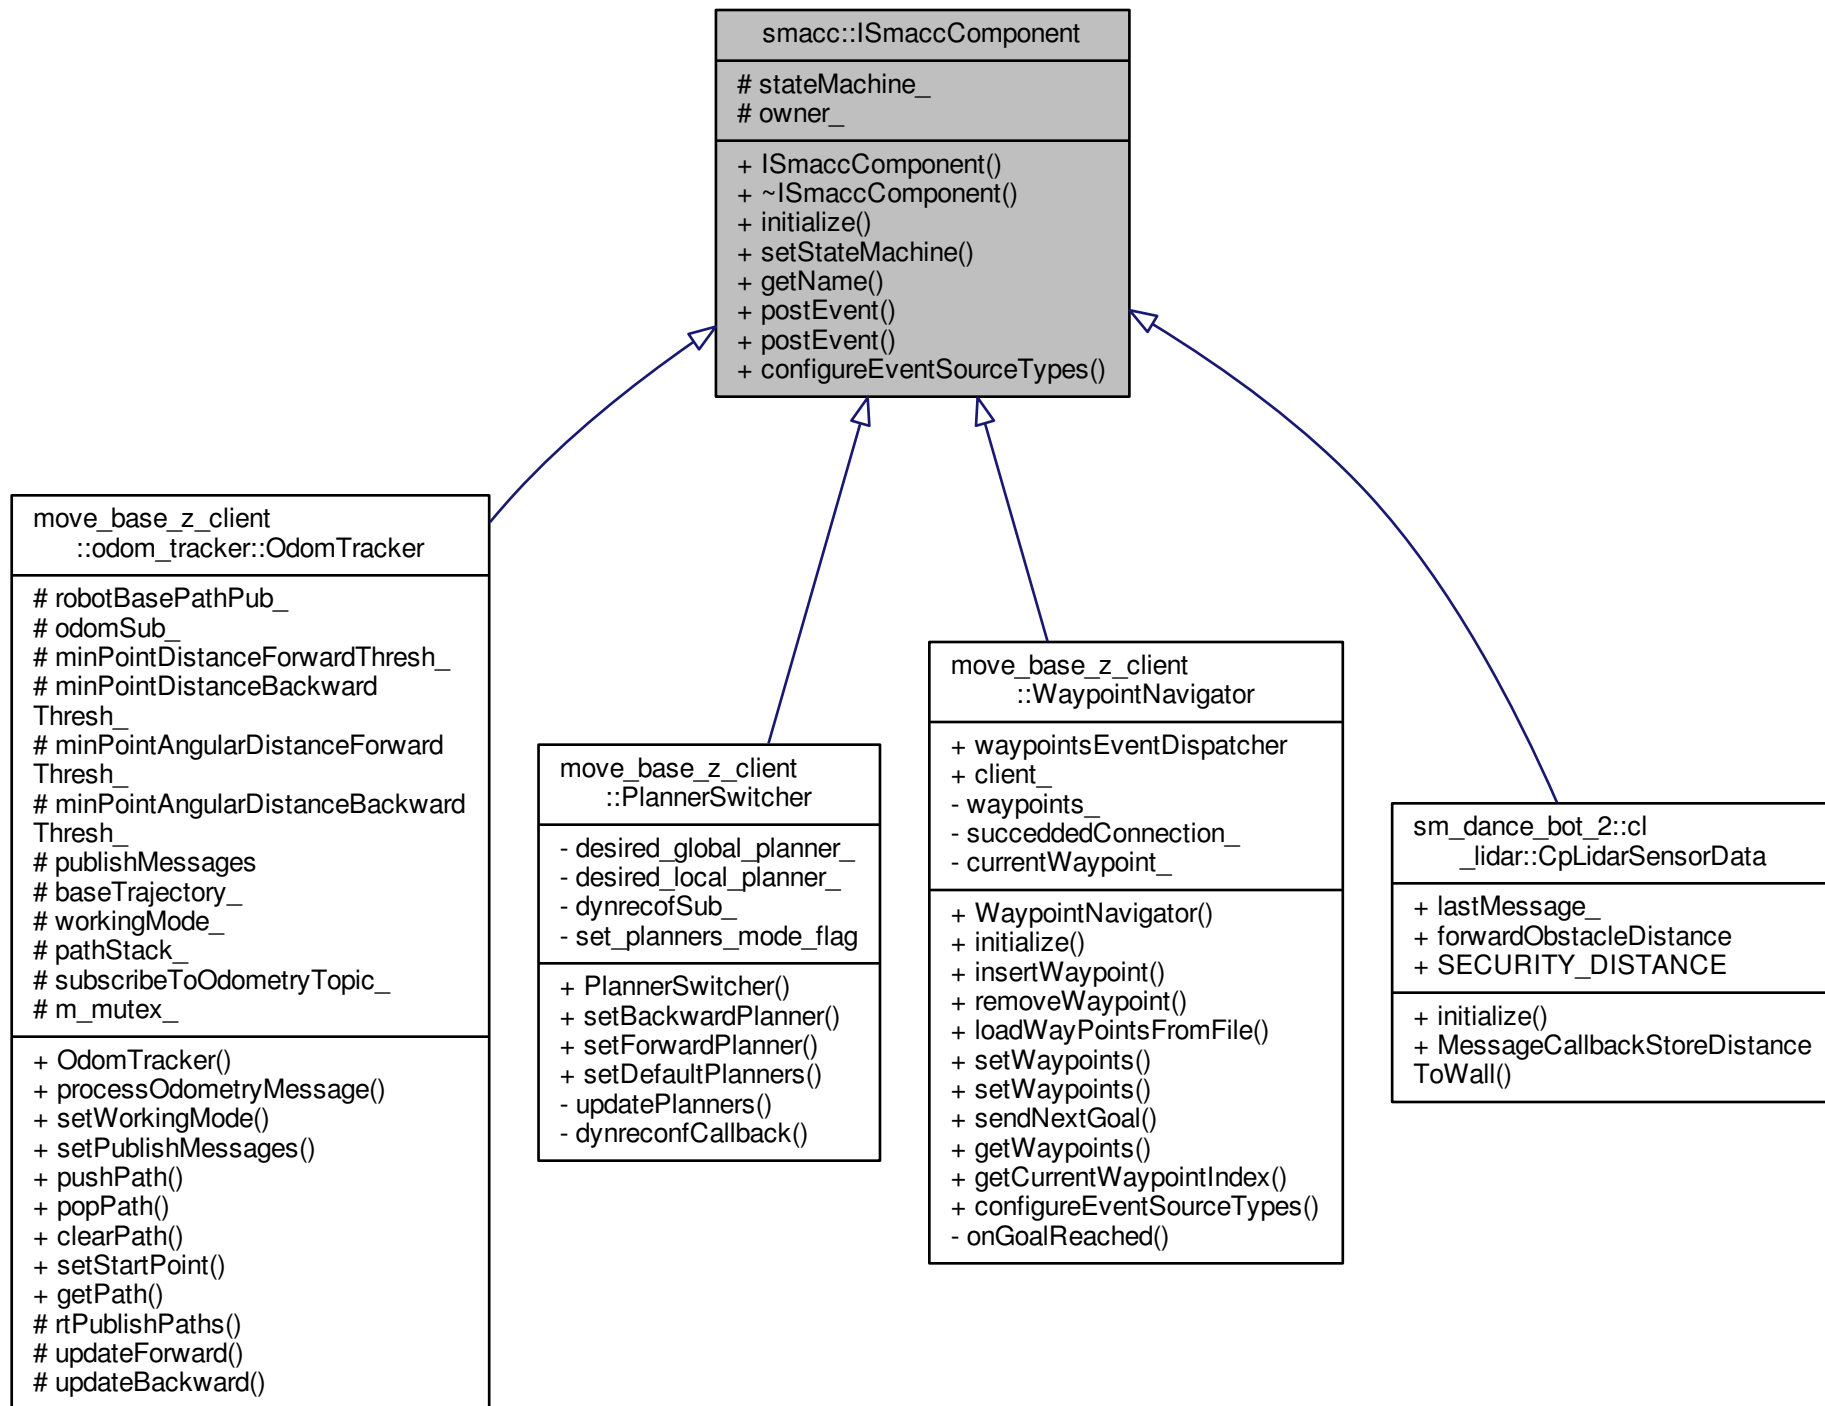 smacc::ISmaccComponent
# stateMachine_
# owner_
+ ISmaccComponent()
+ ~ISmaccComponent()
+ initialize()
+ setStateMachine()
+ getName()
+ postEvent()
+ postEvent()
+ configureEventSourceTypes()
move_base_z_client
::odom_tracker::OdomTracker
# robotBasePathPub_
# odomSub_
# minPointDistanceForwardThresh_
# minPointDistanceBackward
Thresh_
# minPointAngularDistanceForward
Thresh_
# minPointAngularDistanceBackward
Thresh_
# publishMessages
# baseTrajectory_
# workingMode_
# pathStack_
# subscribeToOdometryTopic_
# m_mutex_
+ OdomTracker()
+ processOdometryMessage()
+ setWorkingMode()
+ setPublishMessages()
+ pushPath()
+ popPath()
+ clearPath()
+ setStartPoint()
+ getPath()
# rtPublishPaths()
# updateForward()
# updateBackward()
move_base_z_client
::PlannerSwitcher
- desired_global_planner_
- desired_local_planner_
- dynrecofSub_
- set_planners_mode_flag
+ PlannerSwitcher()
+ setBackwardPlanner()
+ setForwardPlanner()
+ setDefaultPlanners()
- updatePlanners()
- dynreconfCallback()
move_base_z_client
::WaypointNavigator
+ waypointsEventDispatcher
+ client_
- waypoints_
- succeddedConnection_
- currentWaypoint_
+ WaypointNavigator()
+ initialize()
+ insertWaypoint()
+ removeWaypoint()
+ loadWayPointsFromFile()
+ setWaypoints()
+ setWaypoints()
+ sendNextGoal()
+ getWaypoints()
+ getCurrentWaypointIndex()
+ configureEventSourceTypes()
- onGoalReached()
sm_dance_bot_2::cl
_lidar::CpLidarSensorData
+ lastMessage_
+ forwardObstacleDistance
+ SECURITY_DISTANCE
+ initialize()
+ MessageCallbackStoreDistance
ToWall()